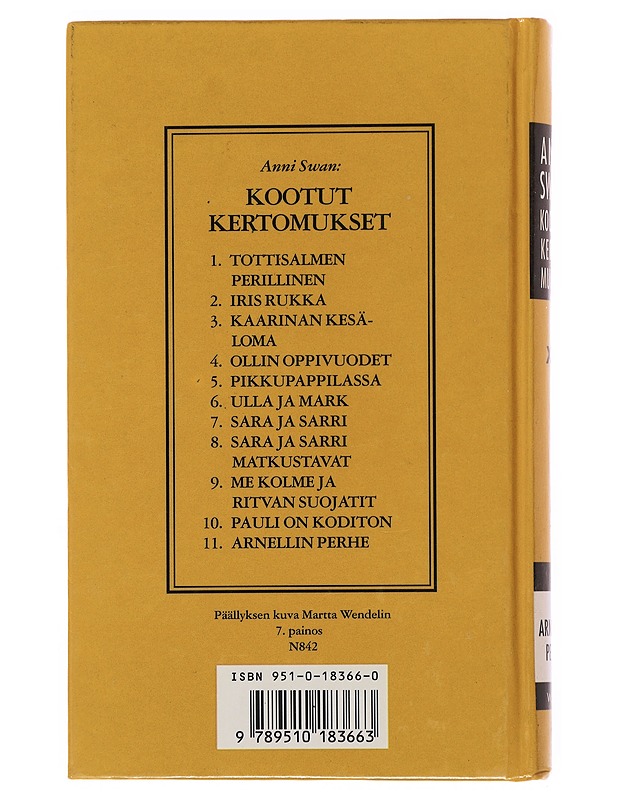 Anni Swan:
KOOTUT
KERTOMUKSET
1. TOTTISALMEN
PERILLINEN
2. IRIS RUKKA
3. KAARINAN KESÄ-
LOMA
4. OLLIN OPPIVUODET
5. PIKKUPAPPILASSA
6. ULLA JA MARK
7. SARA JA SARRI
8. SARA JA SARRI
MATKUSTAVAT
9. ME KOLME JA
RITVAN SUOJATIT
10. PAULI ON KODITON
11. ARNELLIN PERHE
Päällyksen kuva Martta Wendelin
7. painos
N842
ISBN 951-0-18366-0
9 789510 183663